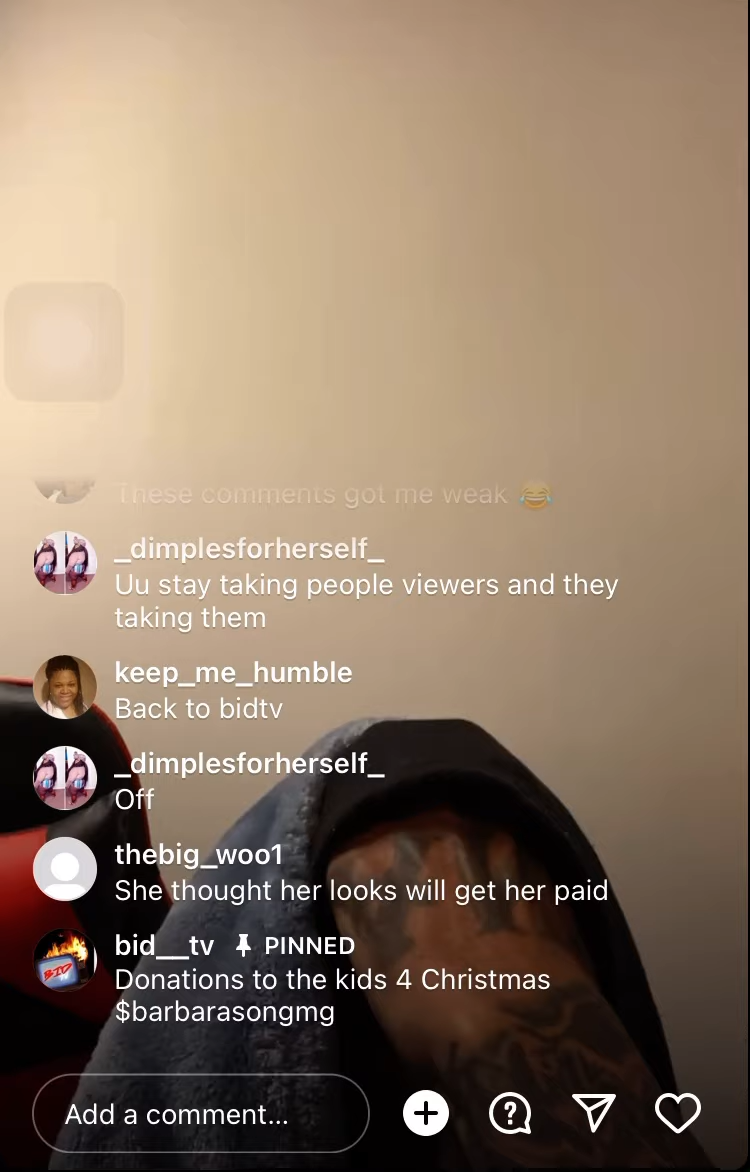 These comments got me weak 😂
_dimplesforherself_
Uu stay taking people viewers and they
taking them
keep_me_humble
Back to bidtv
_dimplesforherself_
Off
thebig_woo1
She thought her looks will get her paid
bid__tv PINNED
BID
Donations to the kids 4 Christmas
$barbarasongmg
Add a comment...